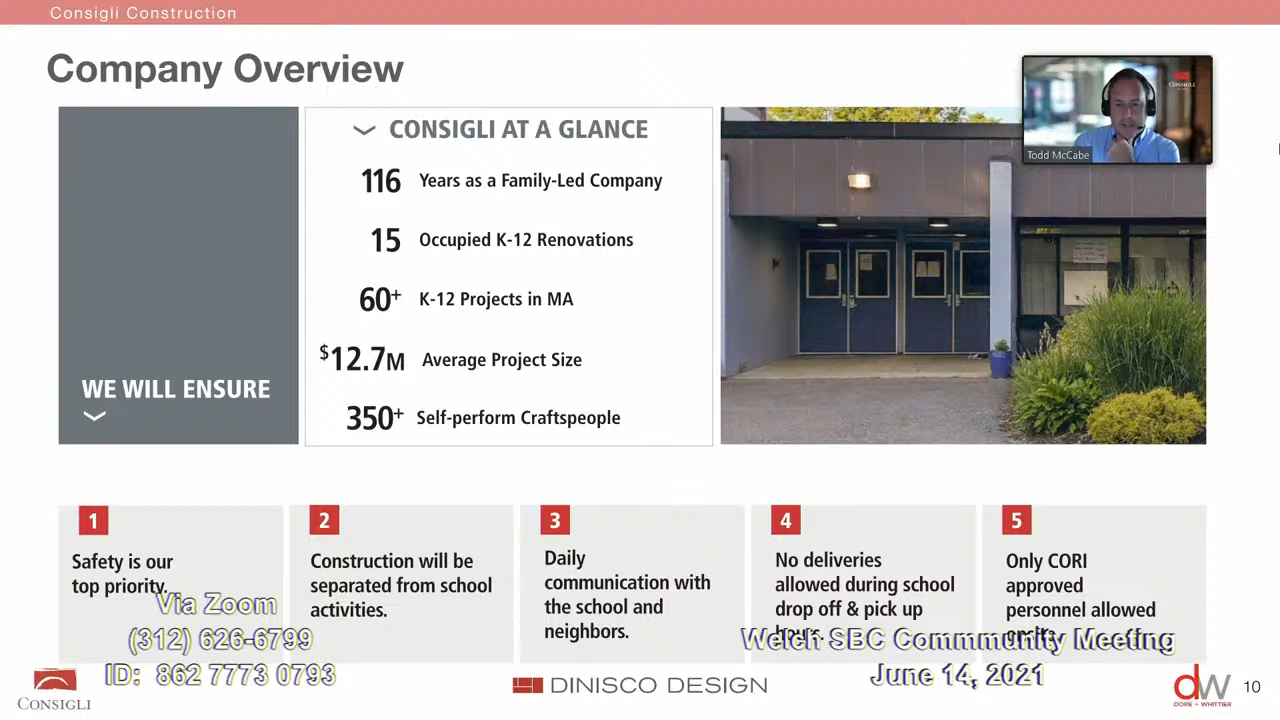 Consigli Construction
Company Overview
WE WILL ENSURE
CONSIGLI AT A GLANCE
116 Years as a Family-Led Company
15 Occupied K-12 Renovations
60+ K-12 Projects in MA
$12.7M Average Project Size
350+ Self-perform Craftspeople
CONSIGLI
Todd McCabe
1
Safety is our
top priority.
2
Construction will be
separated from school
activities.
3
Daily
communication with
the school and
neighbors.
4
No deliveries
allowed during school
drop off & pick up
hours.
5
Only CORI
approved
personnel allowed
onsite.
Via Zoom
(312) 626-6799
ID: 862 7773 0793
Welch SBC Commmunity Meeting
June 14, 2021
CONSIGLI
DINISCO DESIGN
dw
DORE + WHITTIER
10